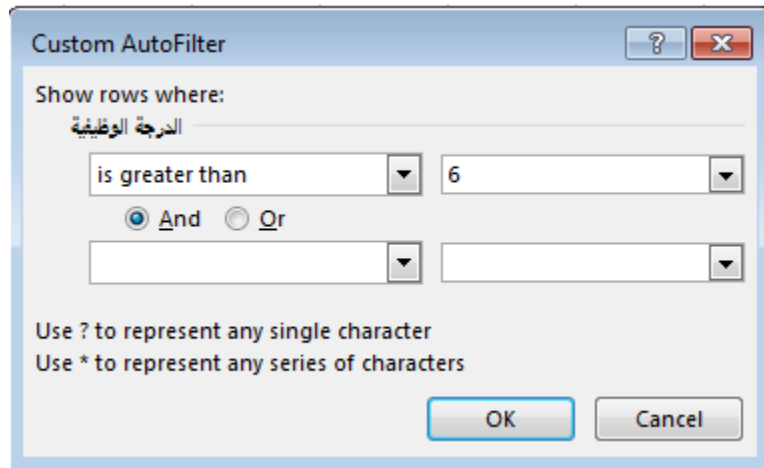 Custom AutoFilter
Show rows where:
الدرجة الوظيفية
is greater than 6
And Or
Use ? to represent any single character
Use * to represent any series of characters
OK Cancel